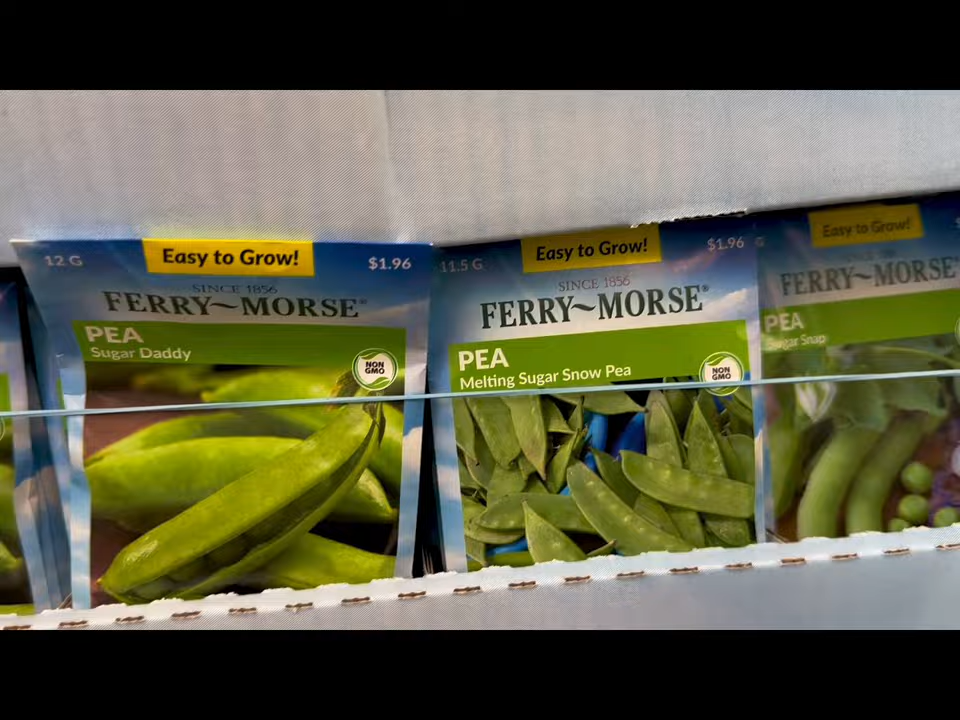 12 G
Easy to Grow!
$1.96
SINCE 1856
FERRY~MORSE®
PEA
Sugar Daddy
NON
GMO
11.5 G
Easy to Grow!
$1.96
SINCE 1856
FERRY~MORSE®
PEA
Melting Sugar Snow Pea
NON
GMO
G
Easy to Grow!
FERRY~MORSE
PEA
Sugar Snap